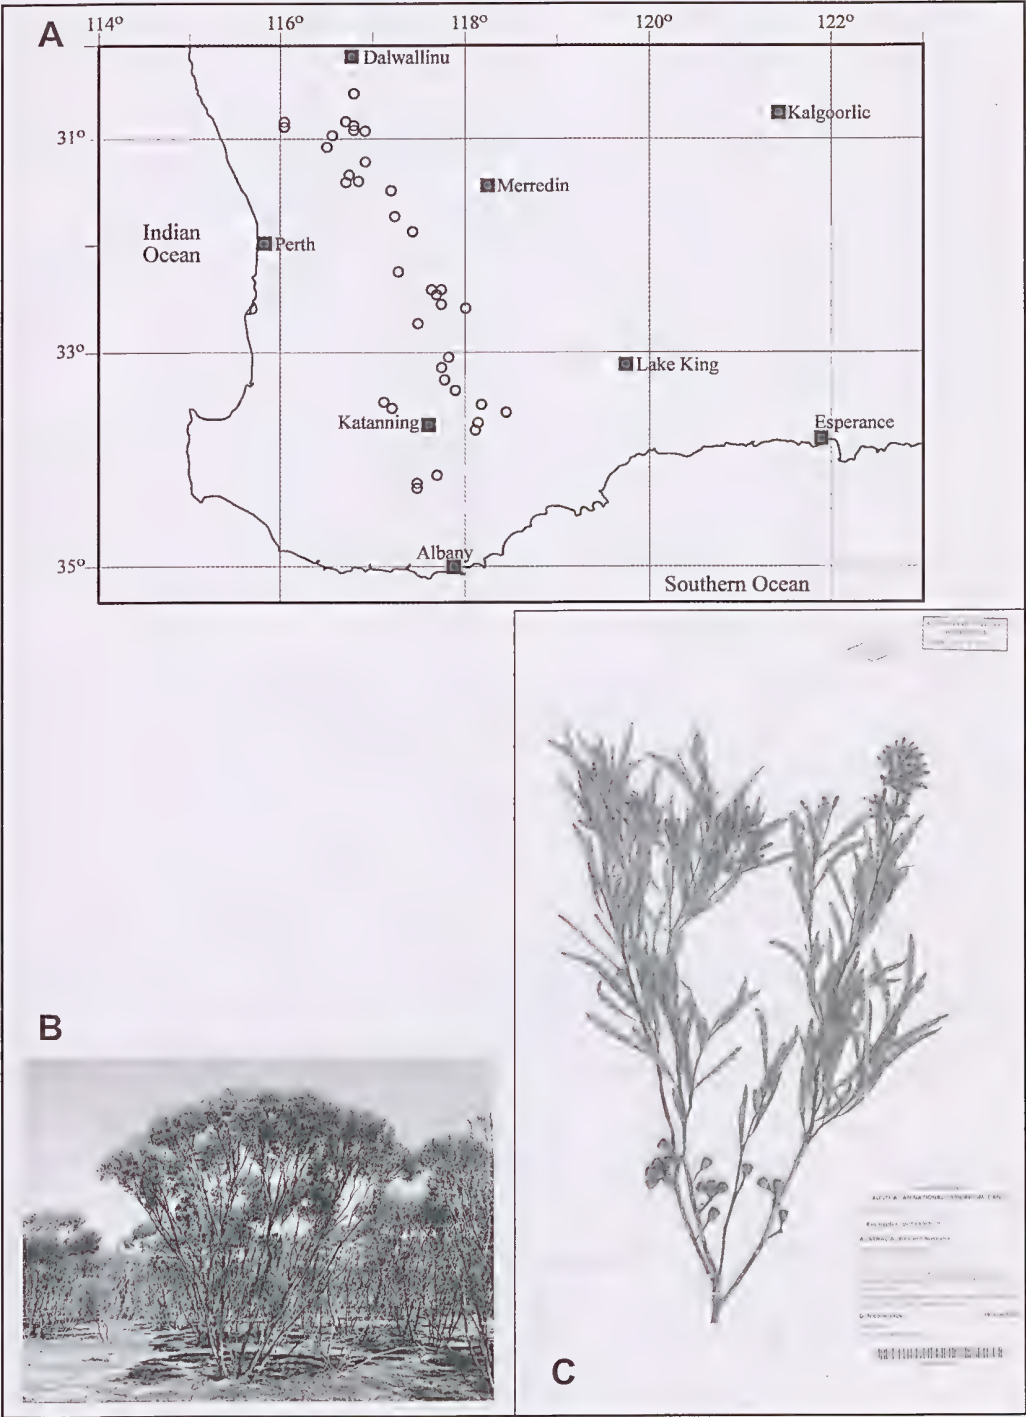 A
114° 116° 118° 120° 122°
Dalwallinu
Kalgoorlic
31°
Merredin
Indian
Ocean
Perth
33°
Lake King
Katanning
Esperance
Albany
35°
Southern Ocean
B
C